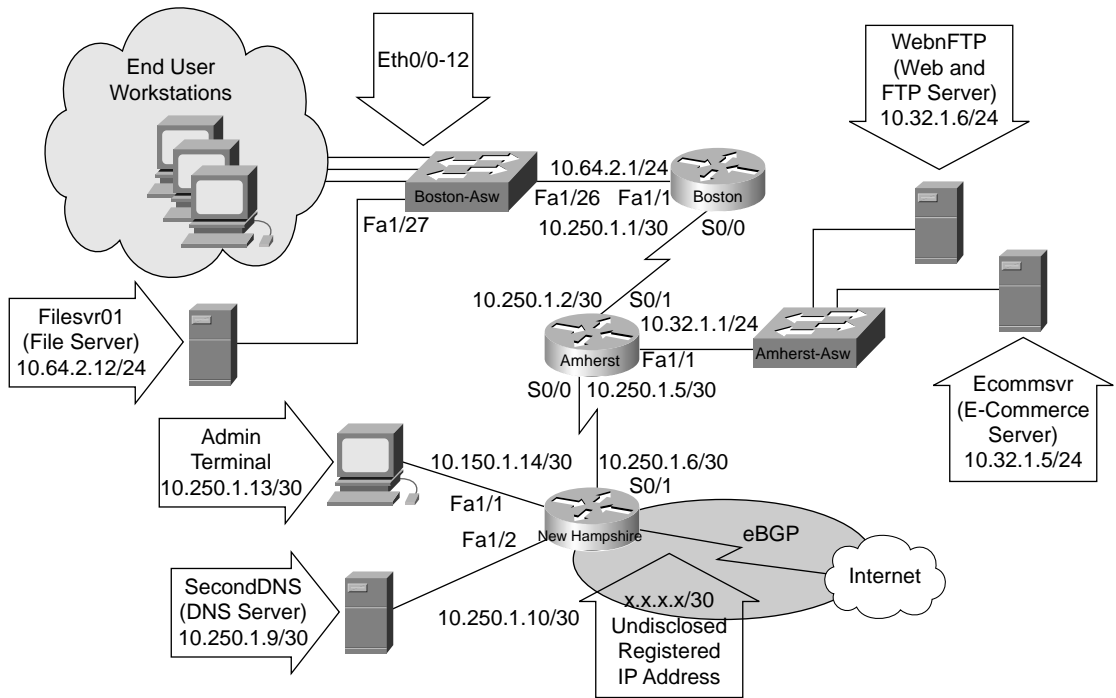 End User
Workstations
Eth0/0-12
WebnFTP
(Web and
FTP Server)
10.32.1.6/24
Boston-Asw
10.64.2.1/24
Fa1/26
Fa1/1
Boston
Fa1/27
10.250.1.1/30
S0/0
Filesvr01
(File Server)
10.64.2.12/24
10.250.1.2/30
S0/1
10.32.1.1/24
Amherst
Fa1/1
Amherst-Asw
S0/0
10.250.1.5/30
Ecommsvr
(E-Commerce
Server)
10.32.1.5/24
Admin
Terminal
10.250.1.13/30
10.150.1.14/30
10.250.1.6/30
S0/1
Fa1/1
New Hampshire
Fa1/2
eBGP
Internet
SecondDNS
(DNS Server)
10.250.1.9/30
10.250.1.10/30
x.x.x.x/30
Undisclosed
Registered
IP Address